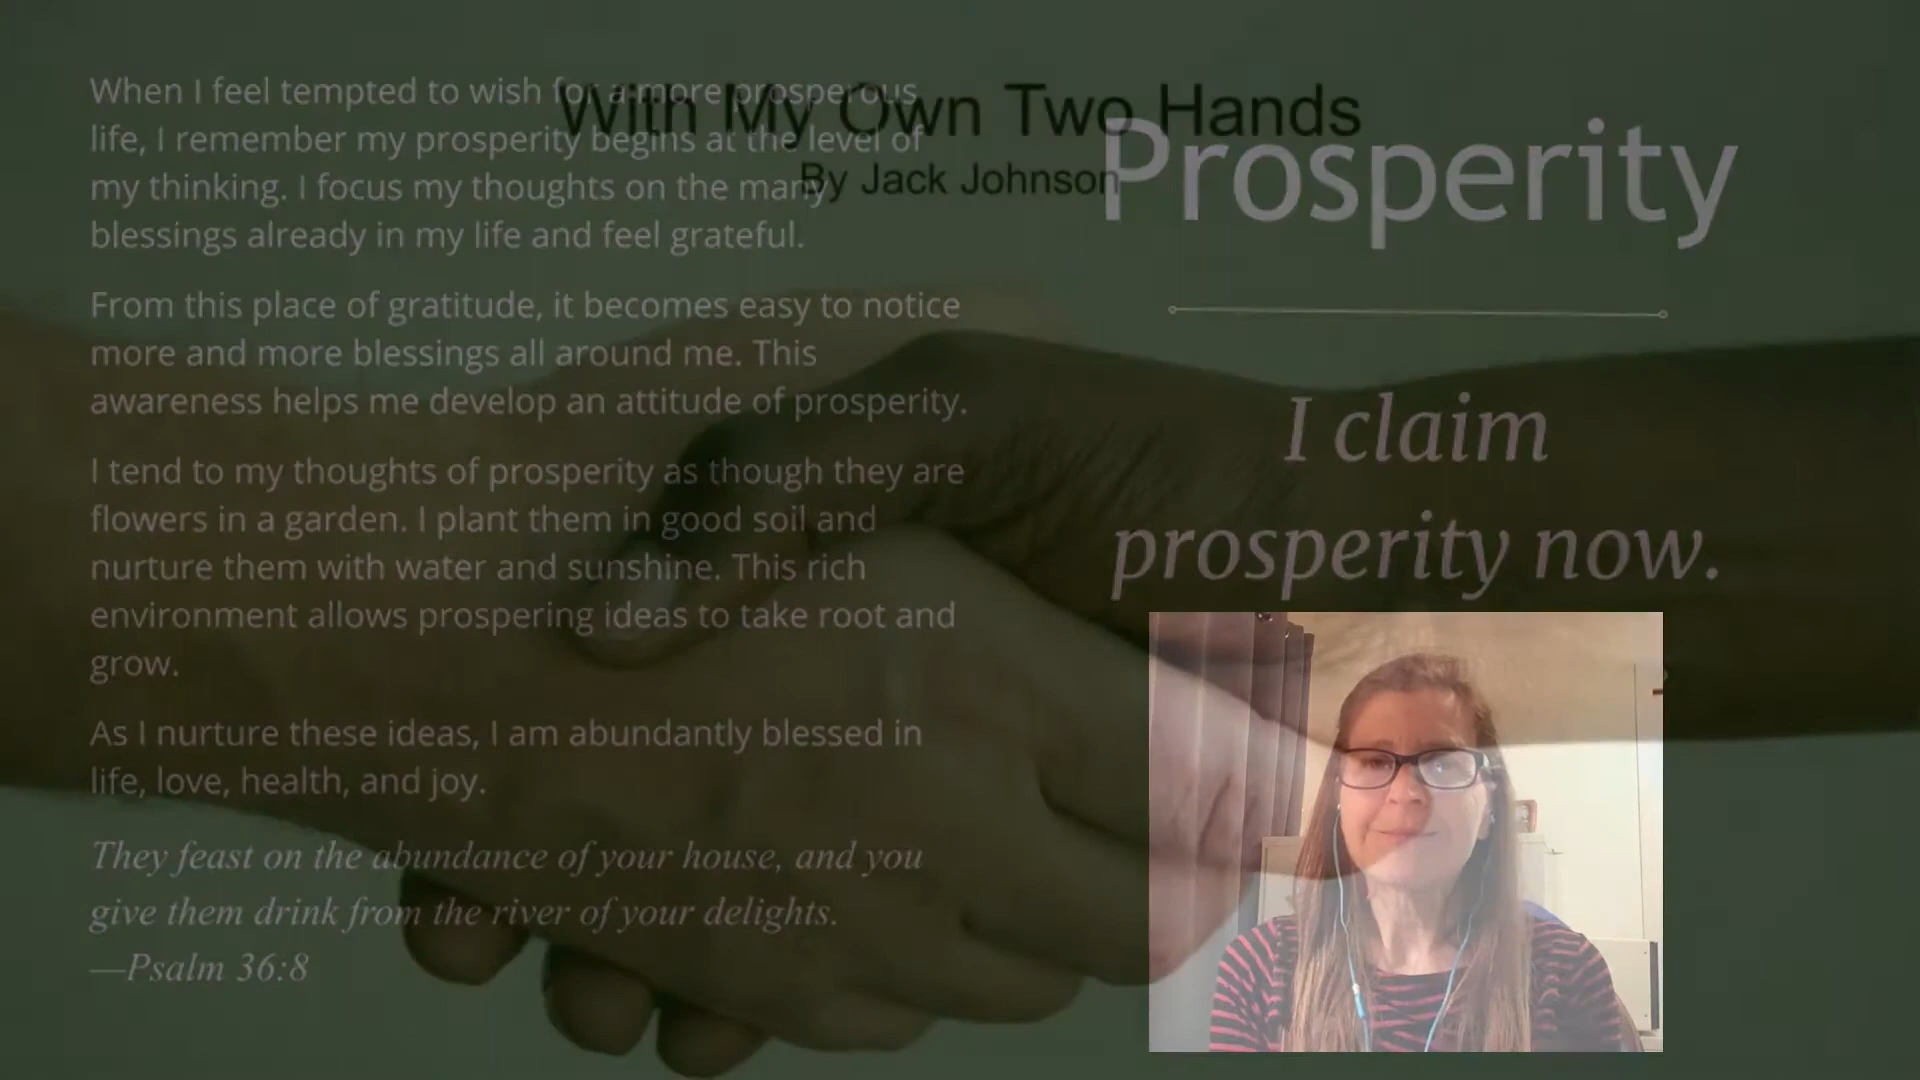 When I feel tempted to wish for a more prosperous
life, I remember my prosperity begins at the level of
my thinking. I focus my thoughts on the many
blessings already in my life and feel grateful.
From this place of gratitude, it becomes easy to notice
more and more blessings all around me. This
awareness helps me develop an attitude of prosperity.
I tend to my thoughts of prosperity as though they are
flowers in a garden. I plant them in good soil and
nurture them with water and sunshine. This rich
environment allows prospering ideas to take root and
grow.
As I nurture these ideas, I am abundantly blessed in
life, love, health, and joy.
They feast on the abundance of your house, and you
give them drink from the river of your delights.
—Psalm 36:8
With My Own Two Hands
By Jack Johnson
Prosperity
I claim
prosperity now.